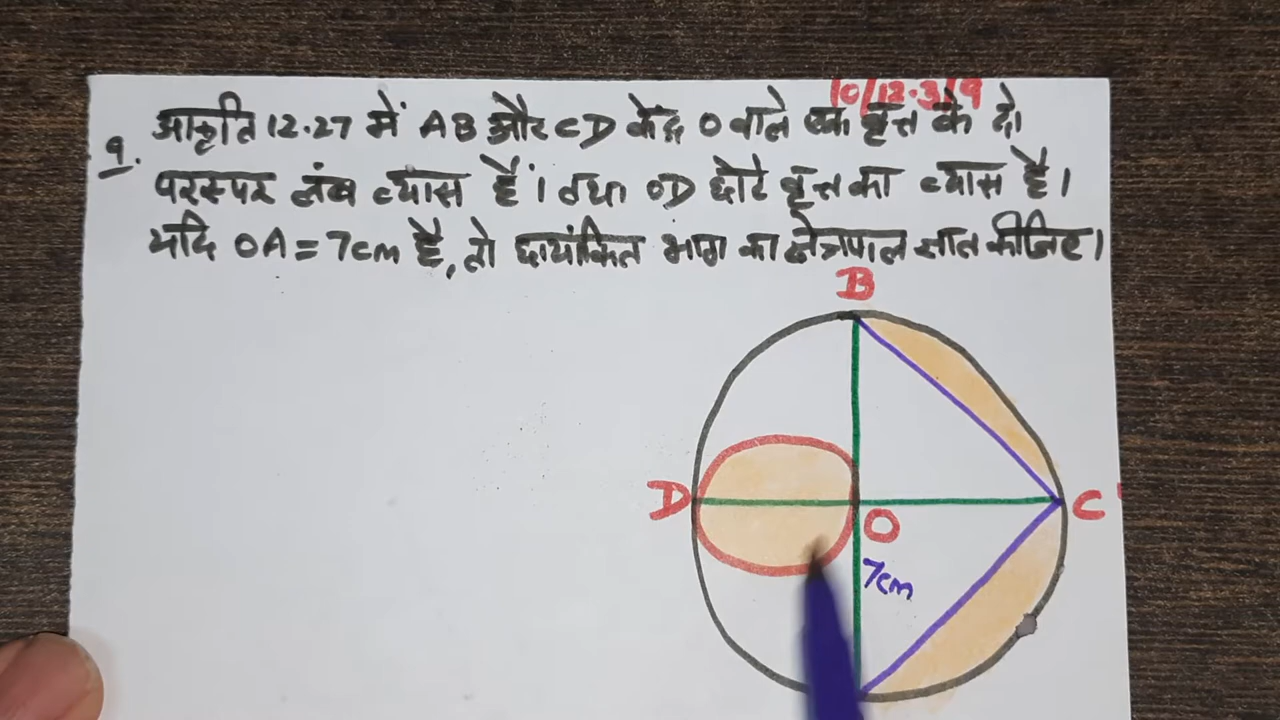 10/12.3/9
9. आकृति 12.27 में AB और CD केंद्र O वाले एक वृत्त के दो
परस्पर लंब व्यास हैं। तथा OD छोटे वृत्त का व्यास है।
यदि OA = 7cm है, तो छायांकित भाग का क्षेत्रपाल ज्ञात कीजिए।
B
D
C
O
7cm